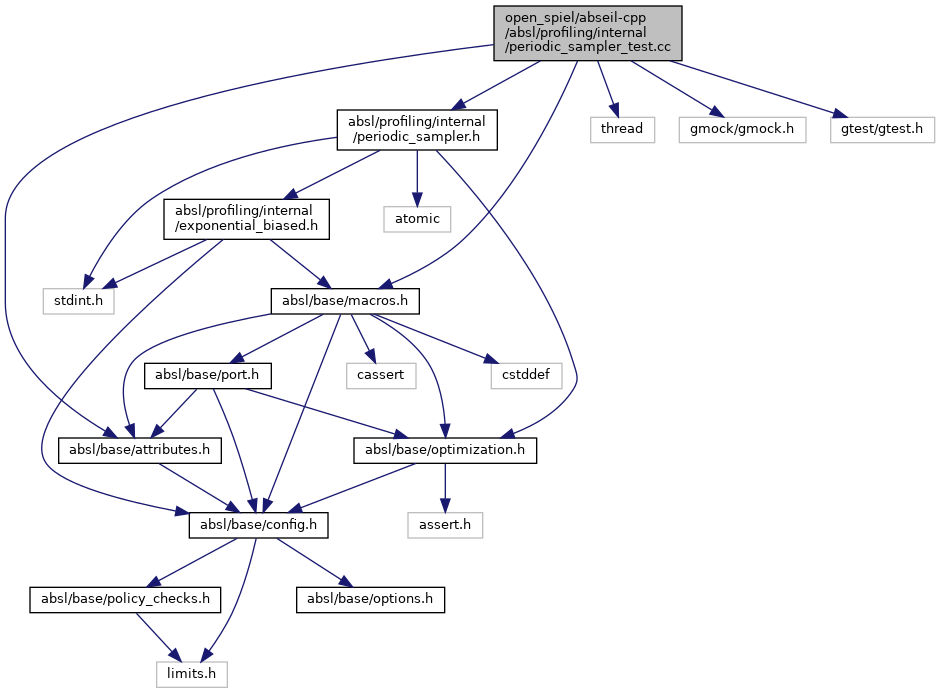 open_spiel/abseil-cpp
/absl/profiling/internal
/periodic_sampler_test.cc
absl/profiling/internal
/periodic_sampler.h
thread
gmock/gmock.h
gtest/gtest.h
absl/profiling/internal
/exponential_biased.h
atomic
stdint.h
absl/base/macros.h
absl/base/port.h
cassert
cstddef
absl/base/attributes.h
absl/base/optimization.h
absl/base/config.h
assert.h
absl/base/policy_checks.h
absl/base/options.h
limits.h